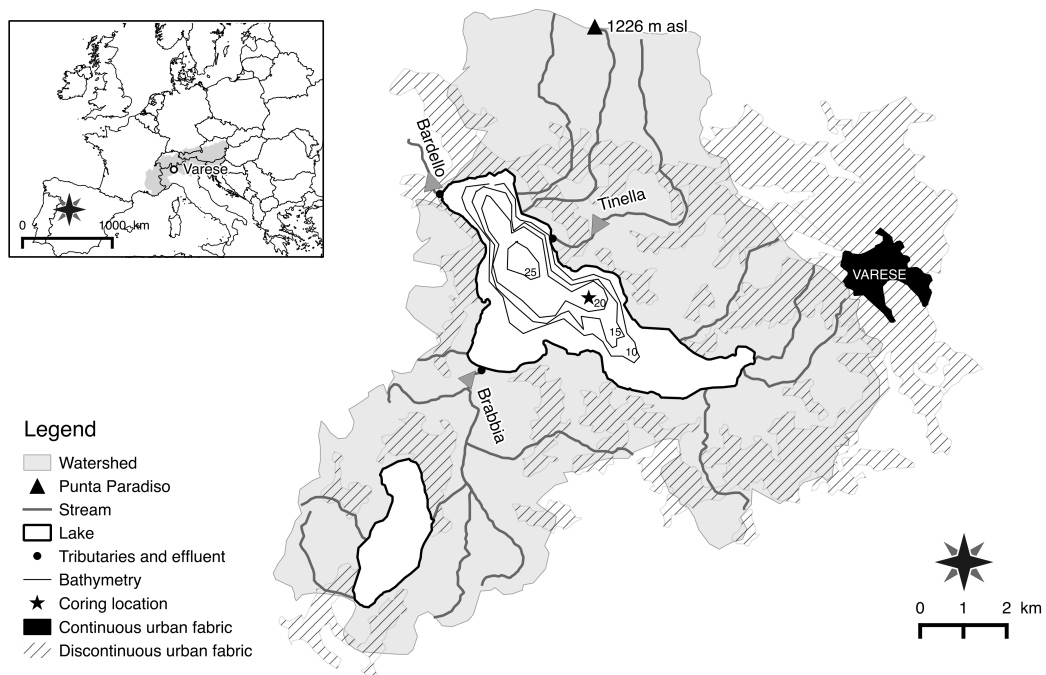 1226 m asl
Bardello
Varese
Tinella
0 1000 km
25
VARESE
20
15
10
Brabbia
Legend
Watershed
Punta Paradiso
Stream
Lake
Tributaries and effluent
Bathymetry
Coring location
Continuous urban fabric
Discontinuous urban fabric
0 1 2 km